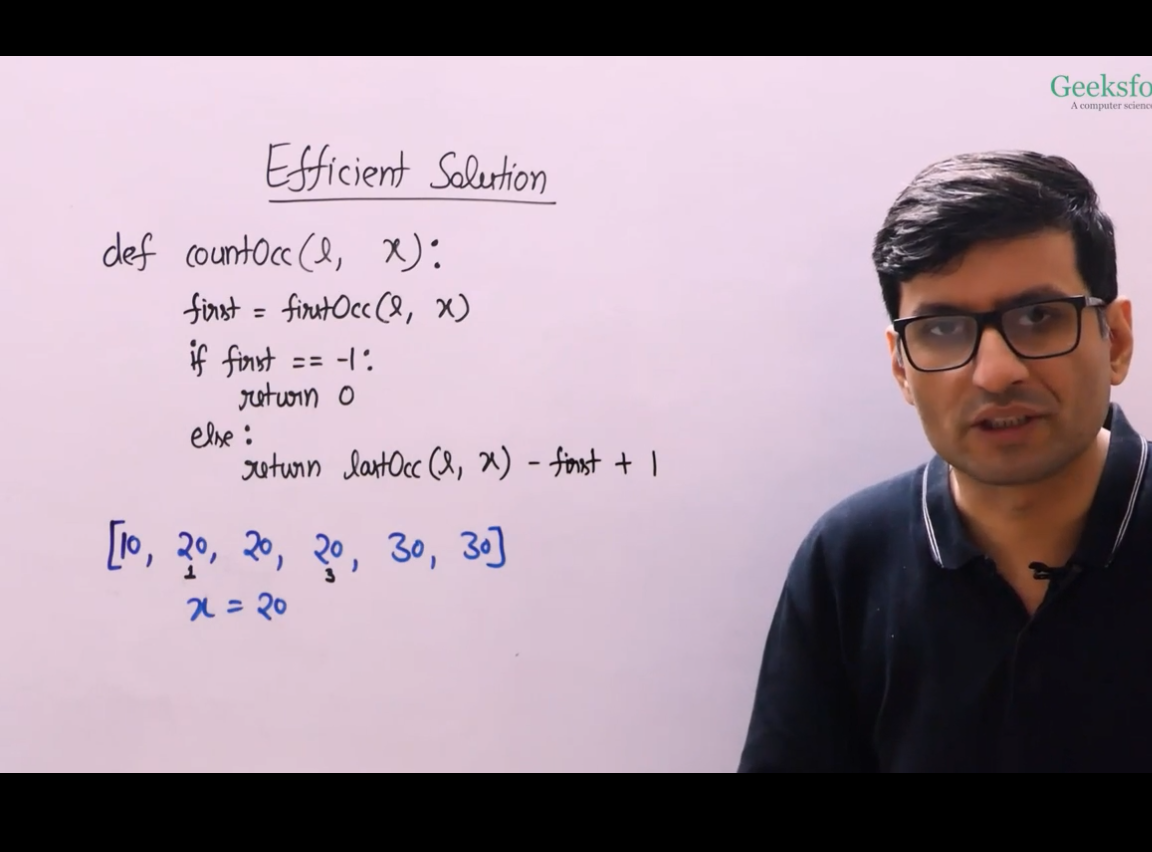 Geeksfo
A computer science
Efficient Solution
def countOcc(l, x):
first = firstOcc(l, x)
if first == -1:
return 0
else:
return lastOcc(l, x) - first + 1
[10, 20, 20, 20, 30, 30]
1 3
x = 20